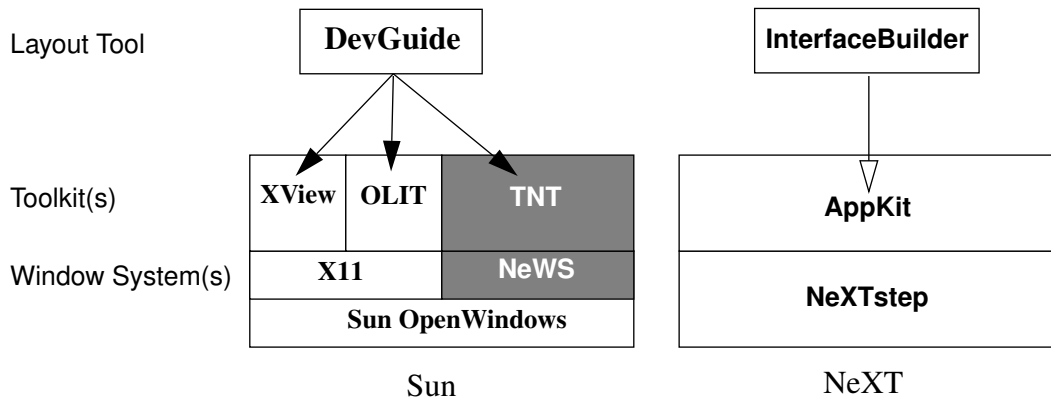 Layout Tool
DevGuide
InterfaceBuilder
Toolkit(s)
XView
OLIT
TNT
AppKit
Window System(s)
X11
NeWS
NeXTstep
Sun OpenWindows
Sun
NeXT